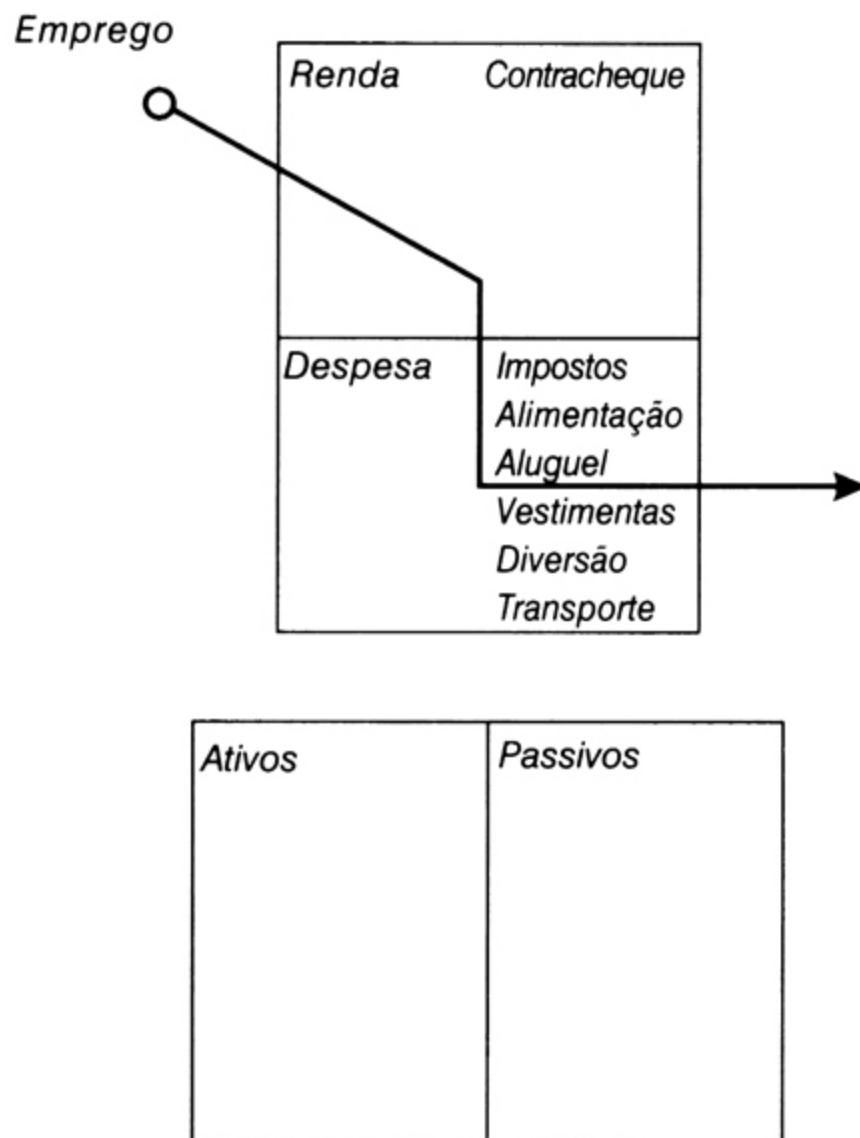 Emprego
Renda Contracheque
Despesa Impostos
Alimentação
Aluguel
Vestimentas
Diversão
Transporte
Ativos Passivos